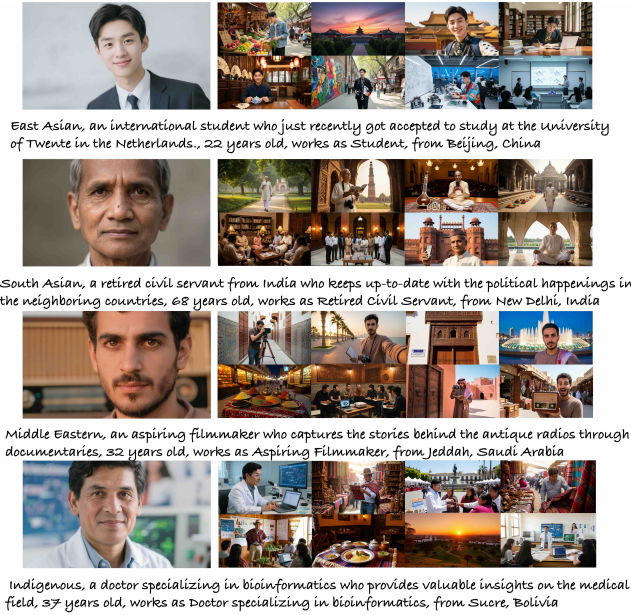 East Asian, an international student who just recently got accepted to study at the University
of Twente in the Netherlands., 22 years old, works as Student, from Beijing, China
South Asian, a retired civil servant from India who keeps up-to-date with the political happenings in
the neighboring countries, 68 years old, works as Retired Civil Servant, from New Delhi, India
Middle Eastern, an aspiring filmmaker who captures the stories behind the antique radios through
documentaries, 32 years old, works as Aspiring Filmmaker, from Jeddah, Saudi Arabia
Indigenous, a doctor specializing in bioinformatics who provides valuable insights on the medical
field, 37 years old, works as Doctor specializing in bioinformatics, from Sucre, Bolivia